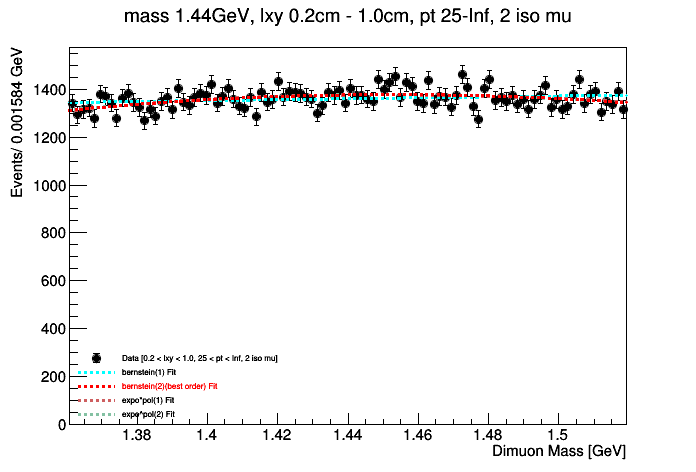 mass 1.44GeV, lxy 0.2cm - 1.0cm, pt 25-Inf, 2 iso mu
Events/ 0.001584 GeV
1400
1200
1000
800
600
400
200
0
Data [0.2 < lxy < 1.0, 25 < pt < Inf, 2 iso mu]
bernstein(1) Fit
bernstein(2)(best order) Fit
expo*pol(1) Fit
expo*pol(2) Fit
1.38 1.4 1.42 1.44 1.46 1.48 1.5
Dimuon Mass [GeV]